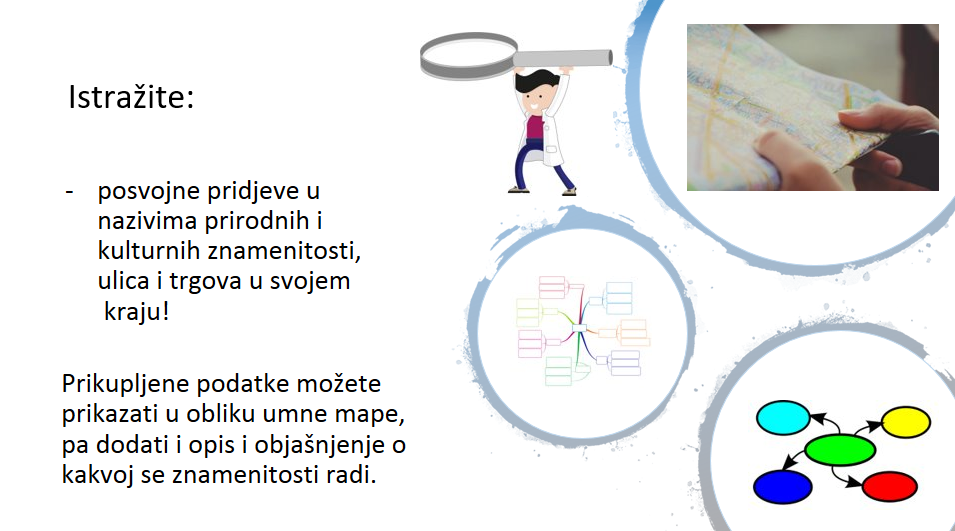 Istražite:
- posvojne pridjeve u
nazivima prirodnih i
kulturnih znamenitosti,
ulica i trgova u svojem
kraju!
Prikupljene podatke možete
prikazati u obliku umne mape,
pa dodati i opis i objašnjenje o
kakvoj se znamenitosti radi.